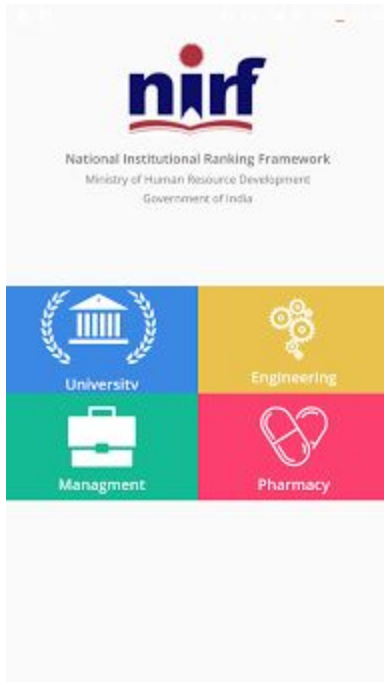 nirf
National Institutional Ranking Framework
Ministry of Human Resource Development
Government of India
University
Engineering
Managment
Pharmacy